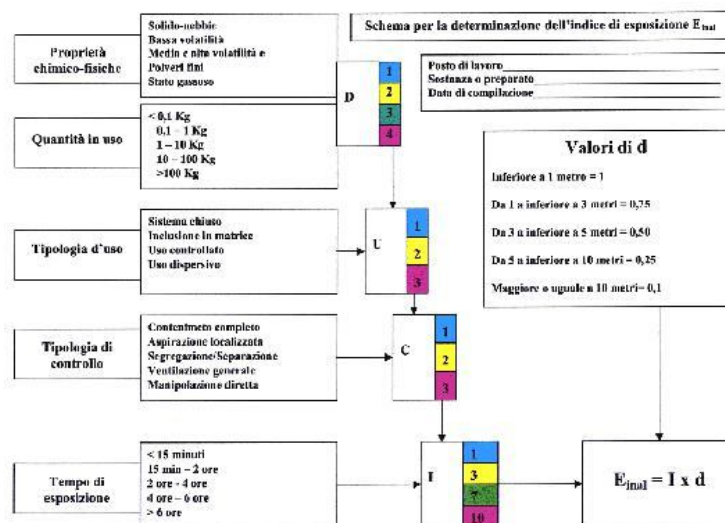 Schema per la determinazione dell'indice di esposizione E inal
Proprietà
chimico-fisiche
Solido-nebbie
Bassa volatilità
Media e alta volatilità e
Polveri fini
Stato gassoso
Posto di lavoro
Sostanza o preparato
Data di compilazione
D
1
2
3
4
Quantità in uso
< 0,1 Kg
0,1 – 1 Kg
1 – 10 Kg
10 – 100 Kg
>100 Kg
Valori di d
Inferiore a 1 metro = 1
Da 1 a inferiore a 3 metri = 0,75
Da 3 a inferiore a 5 metri = 0,50
Da 5 a inferiore a 10 metri = 0,25
Maggiore o uguale a 10 metri= 0,1
Tipologia d'uso
Sistema chiuso
Inclusione in matrice
Uso controllato
Uso dispersivo
U
1
2
3
Tipologia di
controllo
Contenimeto completo
Aspirazione localizzata
Segregazione/Separazione
Ventilazione generale
Manipolazione diretta
C
1
2
3
Tempo di
esposizione
< 15 minuti
15 min – 2 ore
2 ore - 4 ore
4 ore – 6 ore
> 6 ore
I
1
3
7
10
E inal = I x d